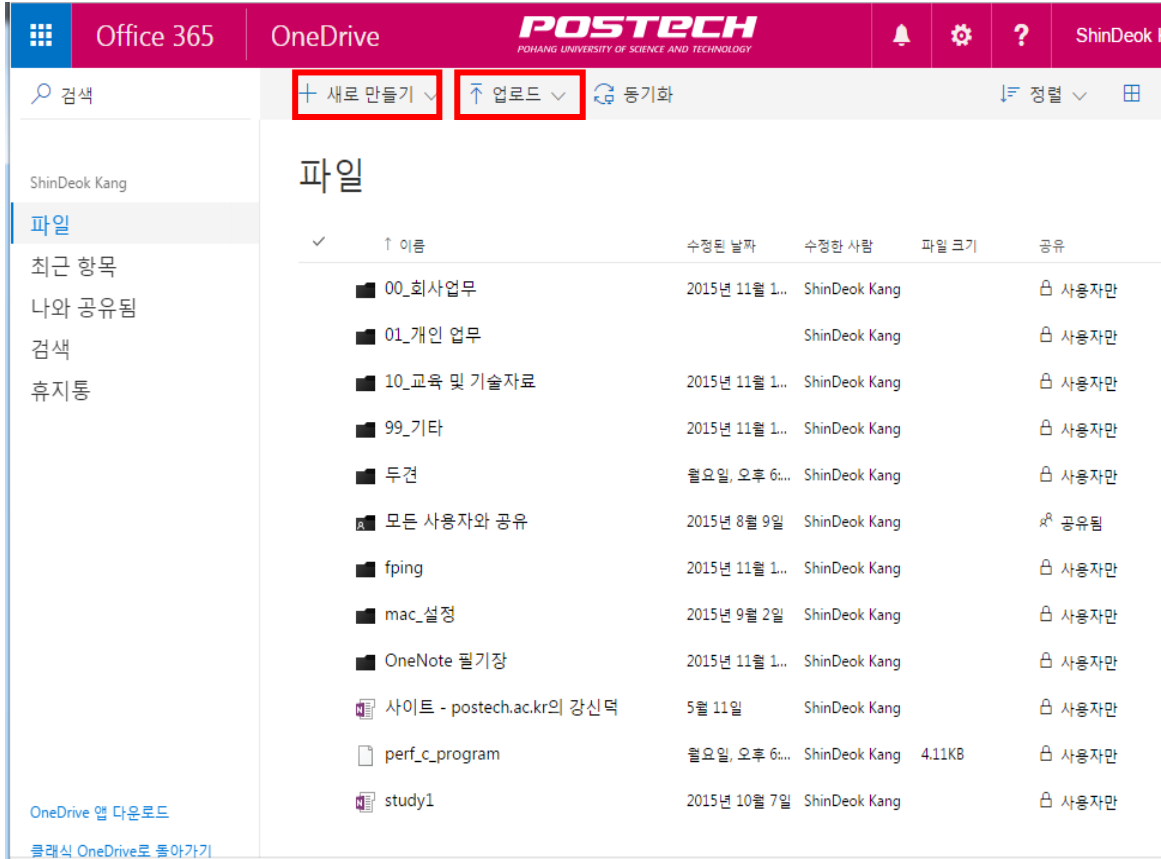 Office 365 OneDrive POSTECH ? ShinDeok
POHANG UNIVERSITY OF SCIENCE AND TECHNOLOGY
검색 + 새로 만들기 업로드 동기화 정렬
파일
ShinDeok Kang
파일
최근 항목
나와 공유됨
검색
휴지통
이름 수정된 날짜 수정한 사람 파일 크기 공유
00_회사업무 2015년 11월 1... ShinDeok Kang 사용자만
01_개인 업무 ShinDeok Kang 사용자만
10_교육 및 기술자료 2015년 11월 1... ShinDeok Kang 사용자만
99_기타 2015년 11월 1... ShinDeok Kang 사용자만
두견 월요일, 오후 6:... ShinDeok Kang 사용자만
모든 사용자와 공유 2015년 8월 9일 ShinDeok Kang 공유됨
fping 2015년 11월 1... ShinDeok Kang 사용자만
mac_설정 2015년 9월 2일 ShinDeok Kang 사용자만
OneNote 필기장 2015년 11월 1... ShinDeok Kang 사용자만
사이트 - postech.ac.kr의 강신덕 5월 11일 ShinDeok Kang 사용자만
perf_c_program 월요일, 오후 6:... ShinDeok Kang 4.11KB 사용자만
study1 2015년 10월 7일 ShinDeok Kang 사용자만
OneDrive 앱 다운로드
클래식 OneDrive로 돌아가기